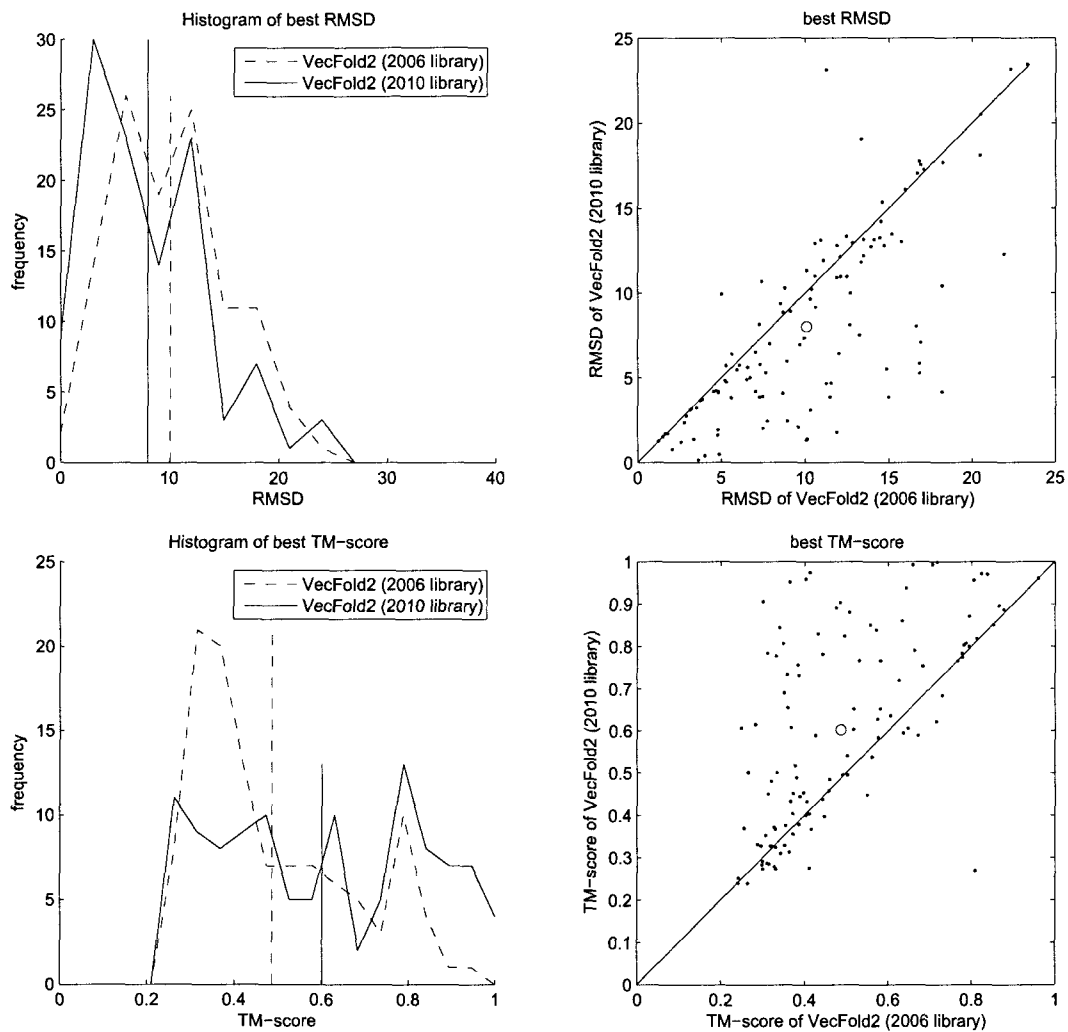 Histogram of best RMSD
30
25
20
15
10
5
0
frequency
VecFold2 (2006 library)
VecFold2 (2010 library)
0 10 20 30 40
RMSD
best RMSD
25
20
15
10
5
0
RMSD of VecFold2 (2010 library)
0 5 10 15 20 25
RMSD of VecFold2 (2006 library)
Histogram of best TM−score
25
20
15
10
5
0
frequency
VecFold2 (2006 library)
VecFold2 (2010 library)
0 0.2 0.4 0.6 0.8 1
TM−score
best TM−score
1
0.9
0.8
0.7
0.6
0.5
0.4
0.3
0.2
0.1
0
TM−score of VecFold2 (2010 library)
0 0.2 0.4 0.6 0.8 1
TM−score of VecFold2 (2006 library)